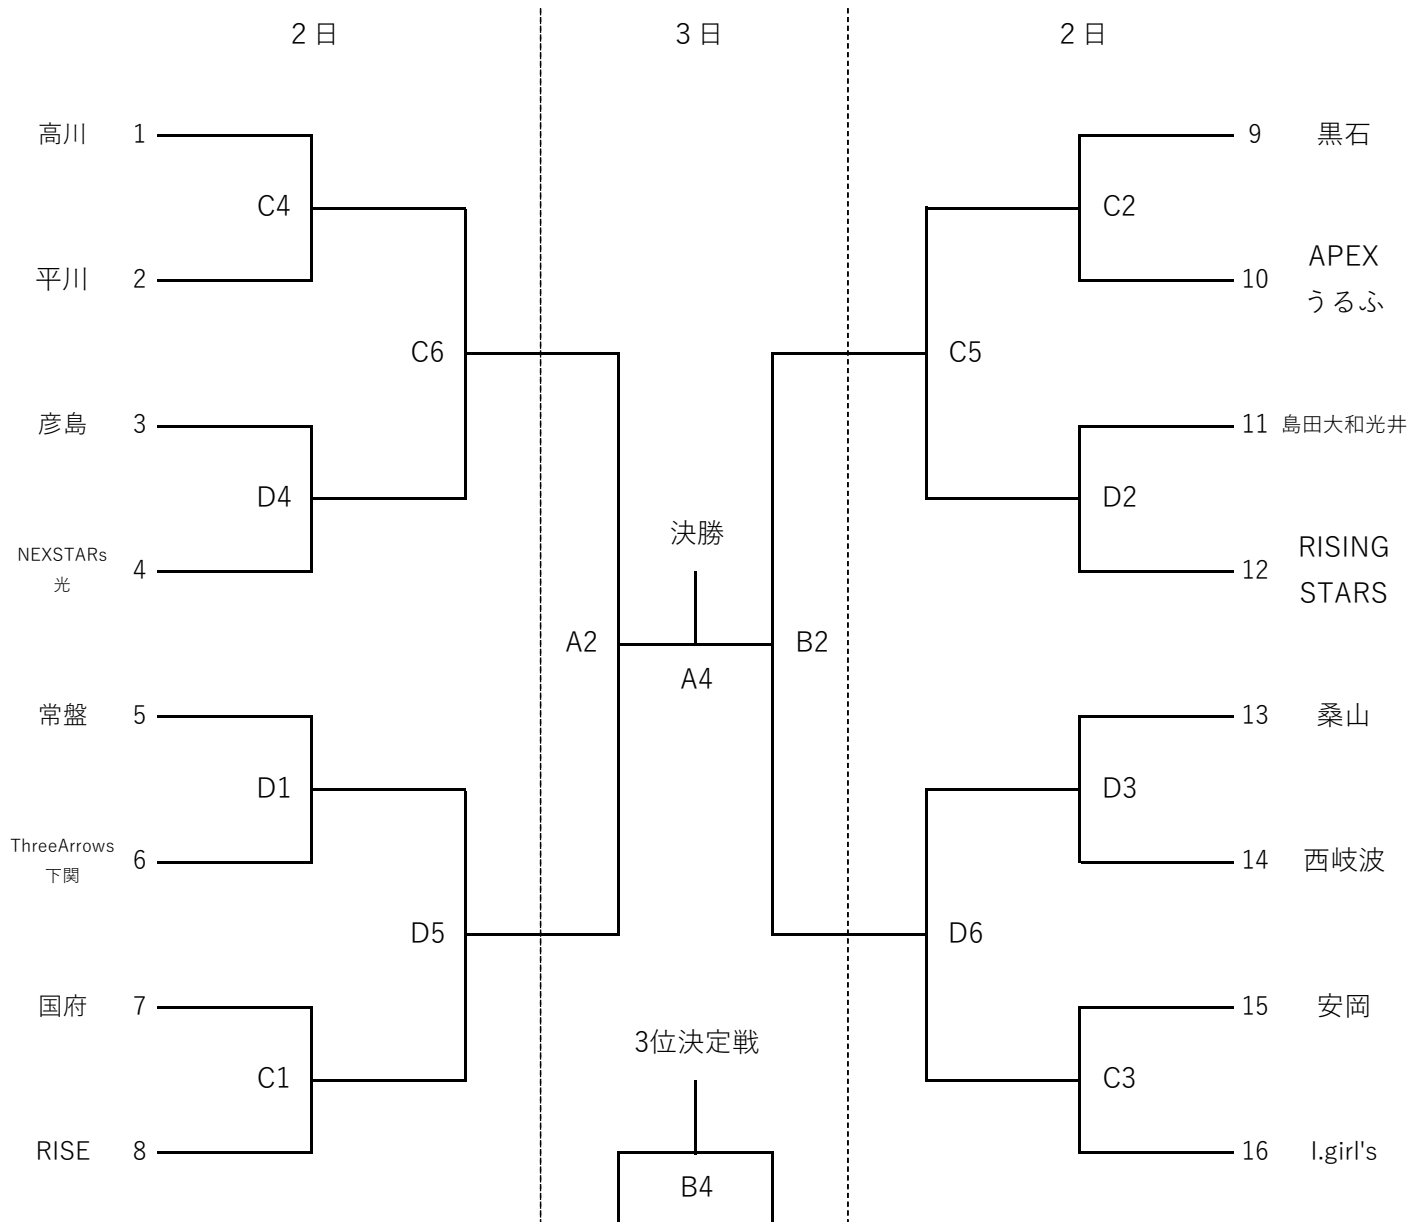 2日
3日
2日
高川 1
C4
平川 2
C6
彦島 3
D4
NEXSTARs
光
4
常盤 5
D1
ThreeArrows
下関
6
D5
国府 7
C1
RISE 8
決勝
A2
A4
B2
3位決定戦
B4
9 黒石
C2
10
APEX
うるふ
C5
11 島田大和光井
D2
12
RISING
STARS
13 桑山
D3
14 西岐波
D6
15 安岡
C3
16 I.girl's